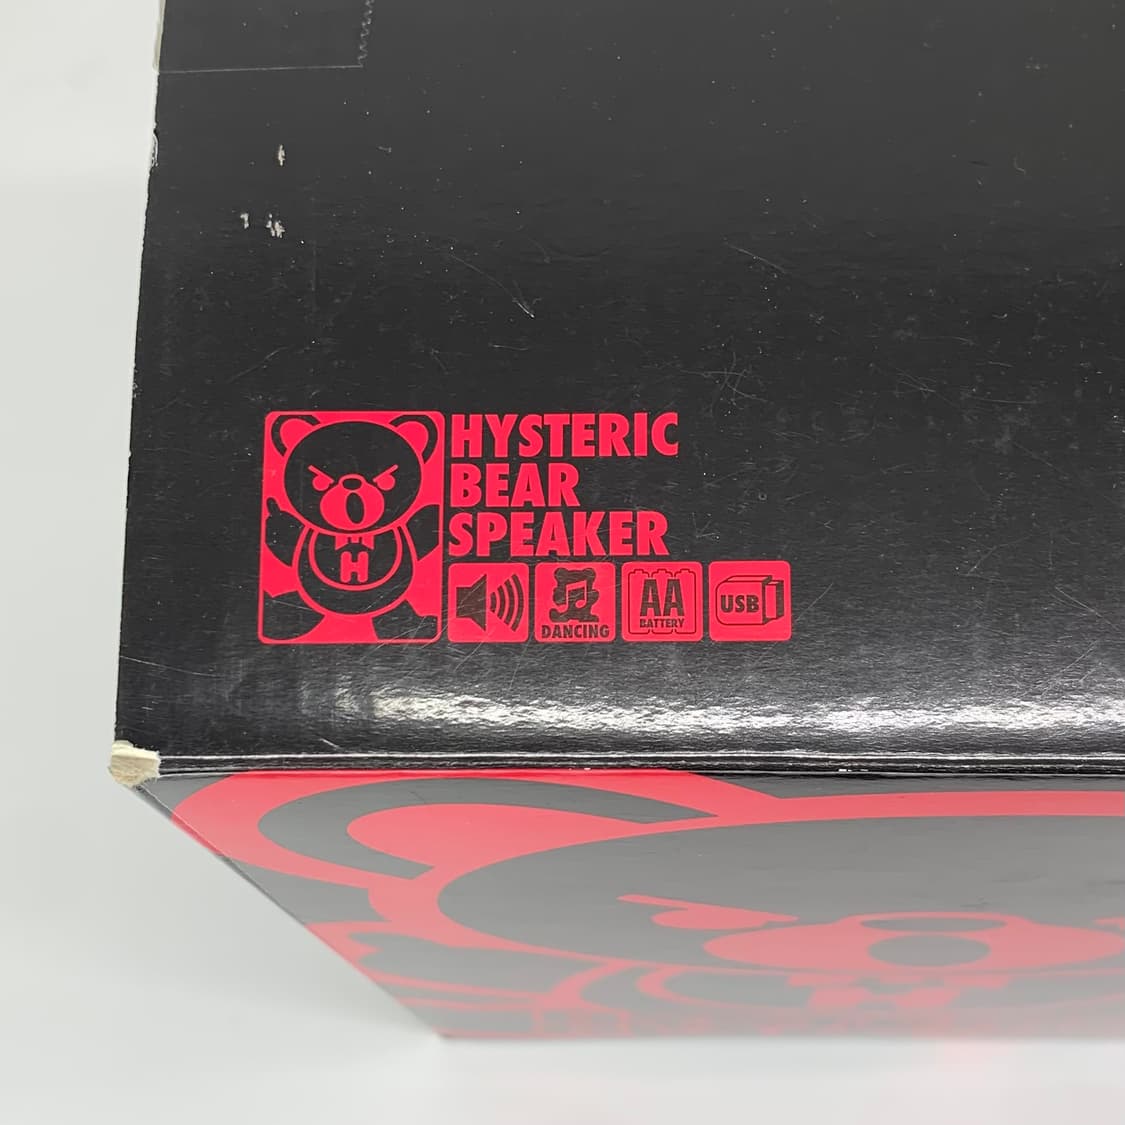 HYSTERIC
BEAR
SPEAKER
H
DANCING
AA
BATTERY
USB